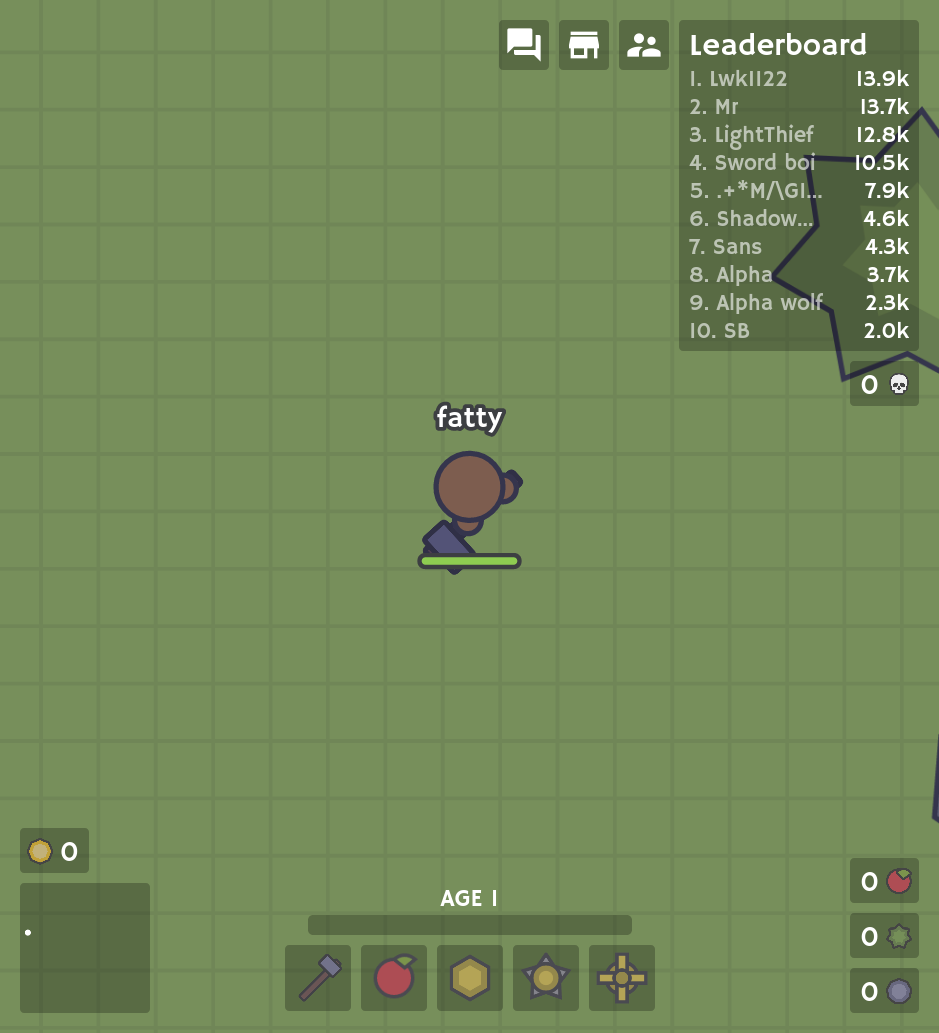 Leaderboard
1. Lwk1122 13.9k
2. Mr 13.7k
3. LightThief 12.8k
4. Sword boi 10.5k
5. .+*M/\GI... 7.9k
6. Shadow... 4.6k
7. Sans 4.3k
8. Alpha 3.7k
9. Alpha wolf 2.3k
10. SB 2.0k
0
fatty
0
AGE 1
0
0
0